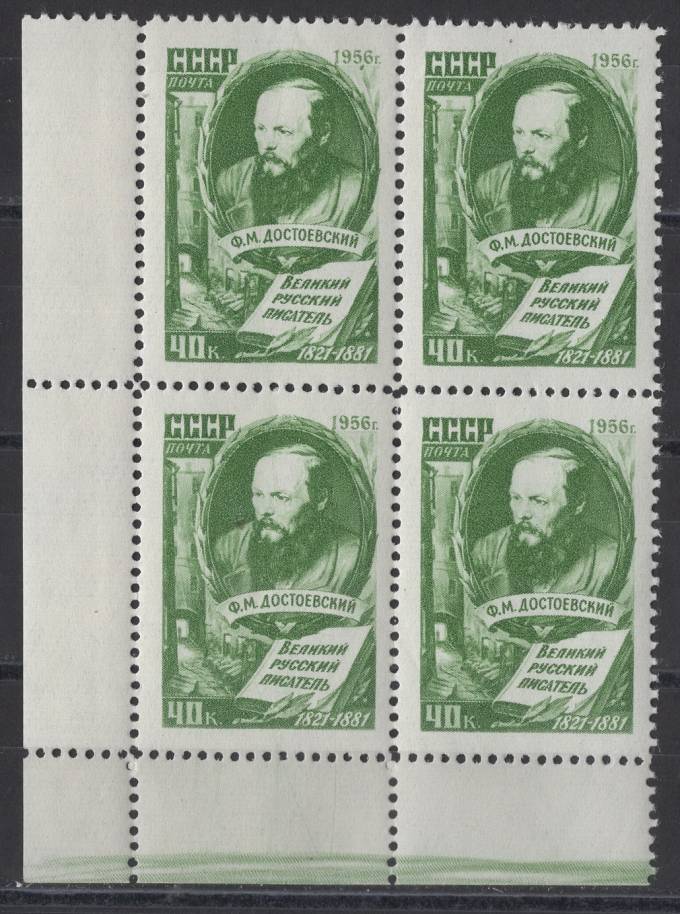 СССР 1956г.
ПОЧТА
Ф.М.ДОСТОЕВСКИЙ
ВЕЛИКИЙ
РУССКИЙ
ПИСАТЕЛЬ
40к. 1821-1881
СССР 1956г.
ПОЧТА
Ф.М.ДОСТОЕВСКИЙ
ВЕЛИКИЙ
РУССКИЙ
ПИСАТЕЛЬ
40к. 1821-1881
СССР 1956г.
ПОЧТА
Ф.М.ДОСТОЕВСКИЙ
ВЕЛИКИЙ
РУССКИЙ
ПИСАТЕЛЬ
40к. 1821-1881
СССР 1956г.
ПОЧТА
Ф.М.ДОСТОЕВСКИЙ
ВЕЛИКИЙ
РУССКИЙ
ПИСАТЕЛЬ
40к. 1821-1881